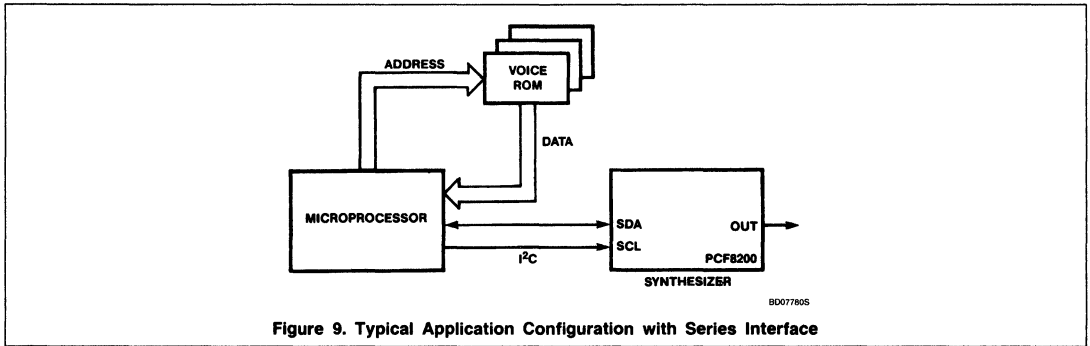 ADDRESS
VOICE
ROM
DATA
MICROPROCESSOR
SDA
OUT
SCL
I²C
PCF8200
SYNTHESIZER
BD07780S
Figure 9. Typical Application Configuration with Series Interface